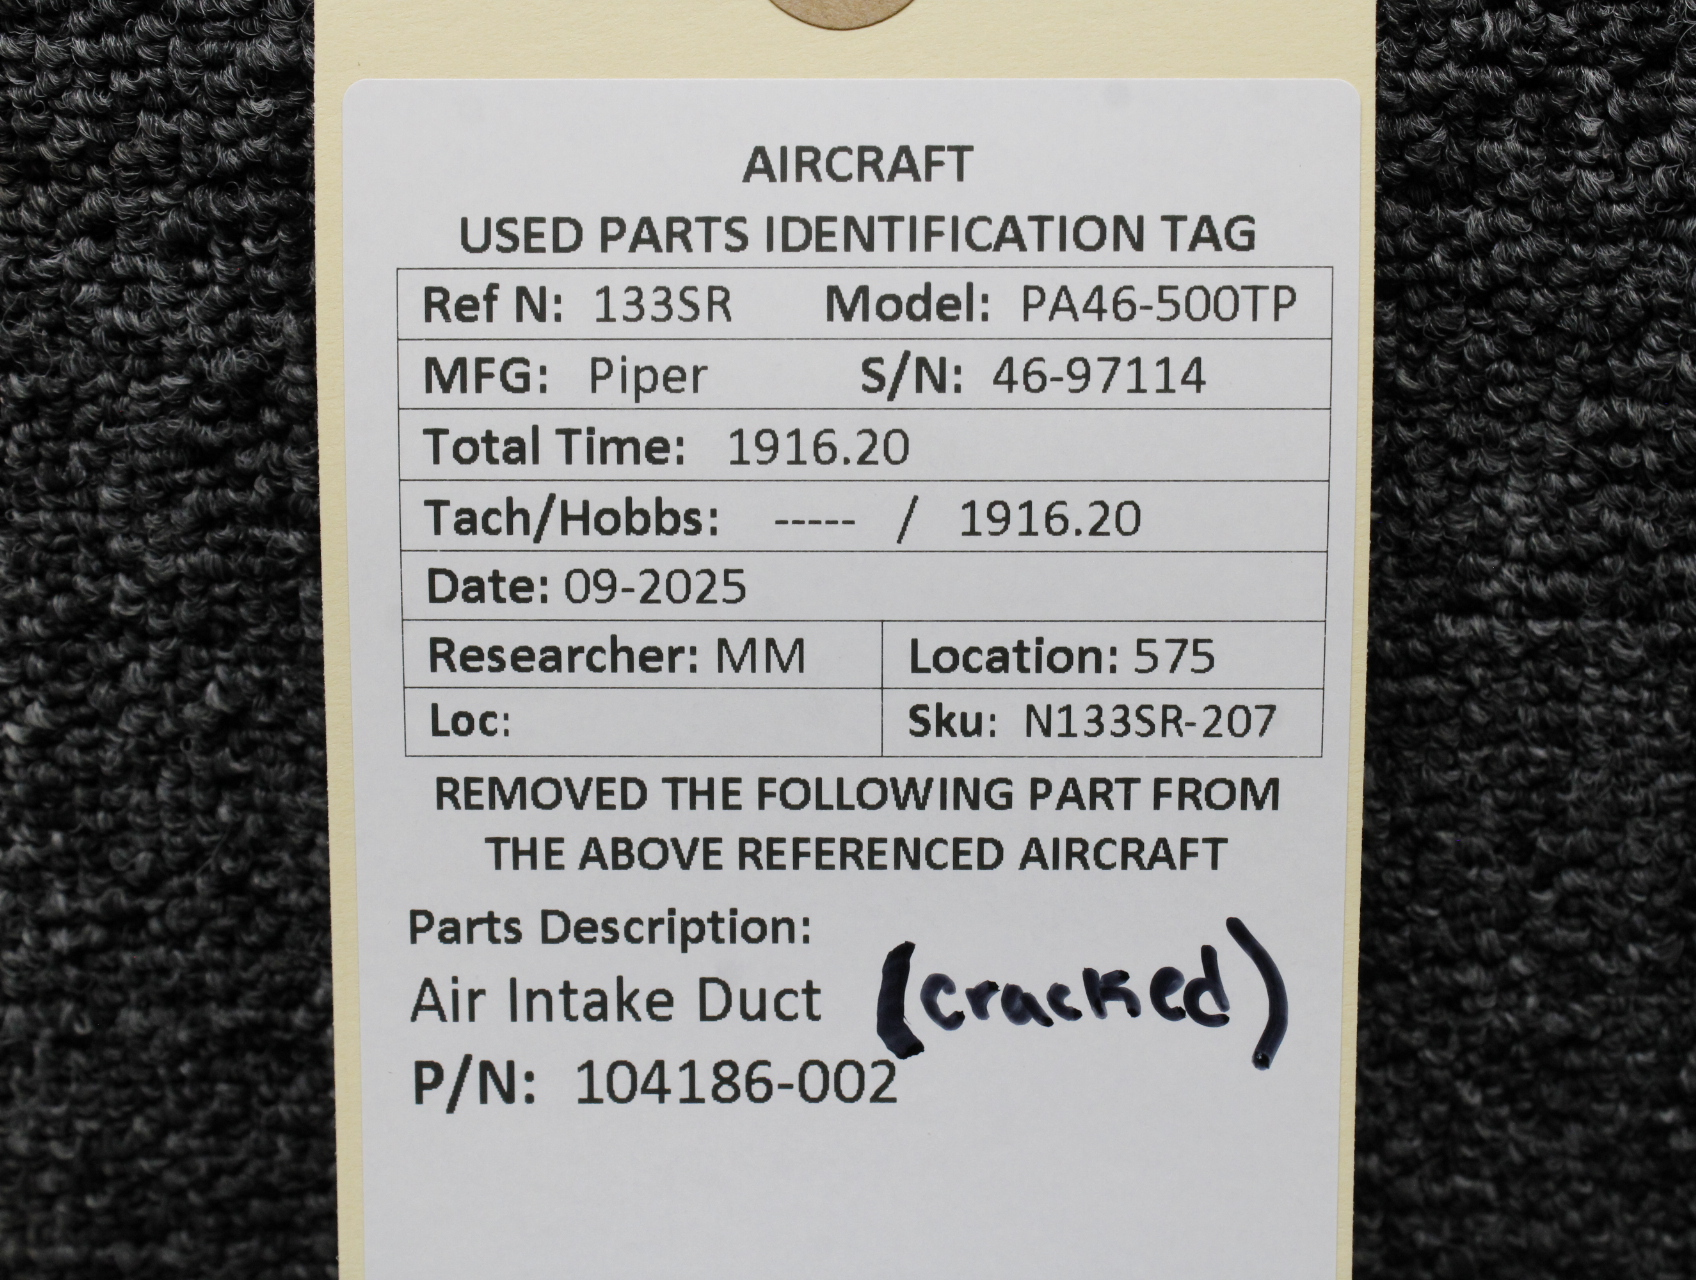 AIRCRAFT
USED PARTS IDENTIFICATION TAG
Ref N: 133SR Model: PA46-500TP
MFG: Piper S/N: 46-97114
Total Time: 1916.20
Tach/Hobbs: ----- / 1916.20
Date: 09-2025
Researcher: MM Location: 575
Loc: Sku: N133SR-207
REMOVED THE FOLLOWING PART FROM
THE ABOVE REFERENCED AIRCRAFT
Parts Description:
Air Intake Duct (cracked)
P/N: 104186-002